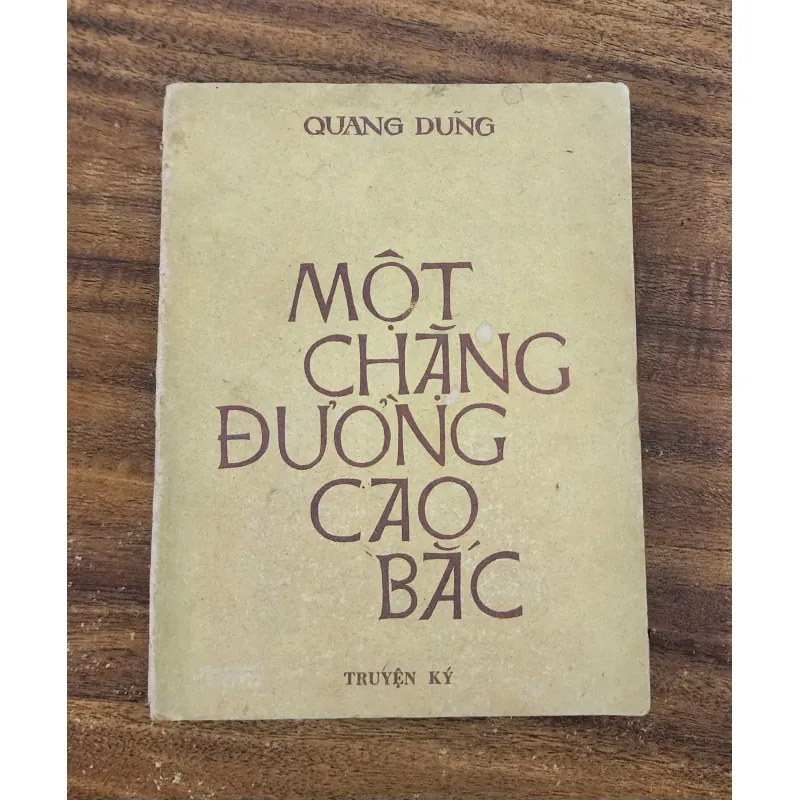 QUANG DŨNG
MỘT
CHẶNG
ĐƯỜNG
CAO
BẮC
TRUYỆN KÝ